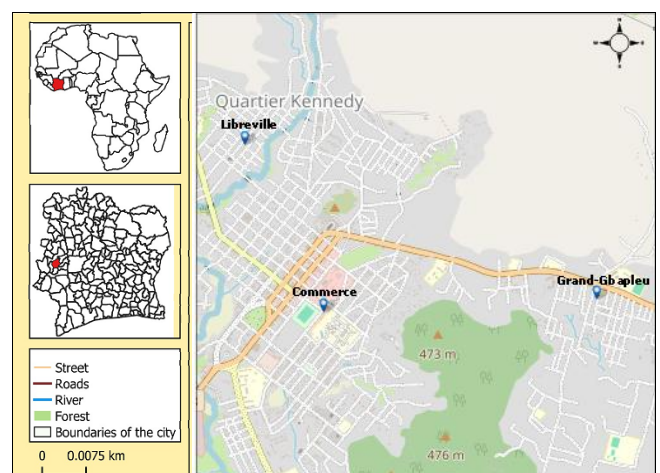 Quartier Kennedy
Libreville
Commerce
Grand-Gbapleu
473 m
476 m
Street
Roads
River
Forest
Boundaries of the city
0 0.0075 km